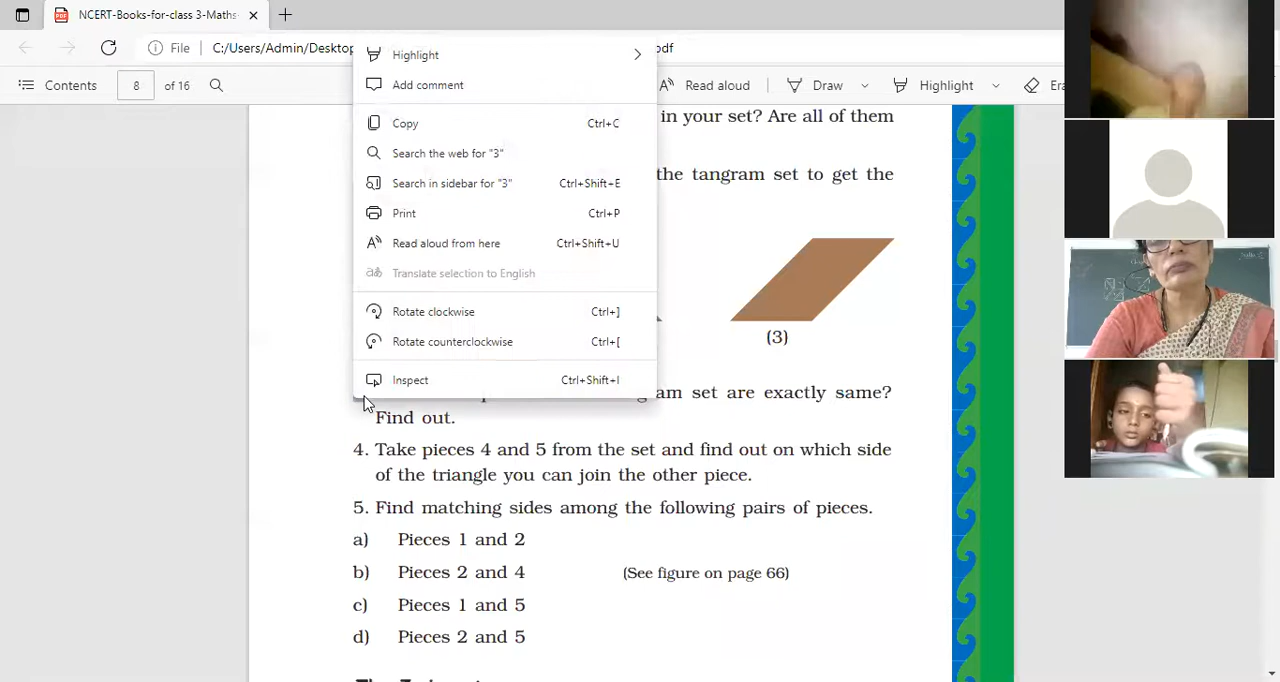 NCERT-Books-for-class 3-Maths-
File
C:/Users/Admin/Desktop
pdf
Contents
8
of 16
Read aloud
Draw
Highlight
Era
Highlight
Add comment
Copy Ctrl+C
Search the web for "3"
Search in sidebar for "3" Ctrl+Shift+E
Print Ctrl+P
Read aloud from here Ctrl+Shift+U
Translate selection to English
Rotate clockwise Ctrl+]
Rotate counterclockwise Ctrl+[
Inspect Ctrl+Shift+I
in your set? Are all of them
the tangram set to get the
(3)
am set are exactly same?
Find out.
4. Take pieces 4 and 5 from the set and find out on which side
of the triangle you can join the other piece.
5. Find matching sides among the following pairs of pieces.
a) Pieces 1 and 2
b) Pieces 2 and 4 (See figure on page 66)
c) Pieces 1 and 5
d) Pieces 2 and 5